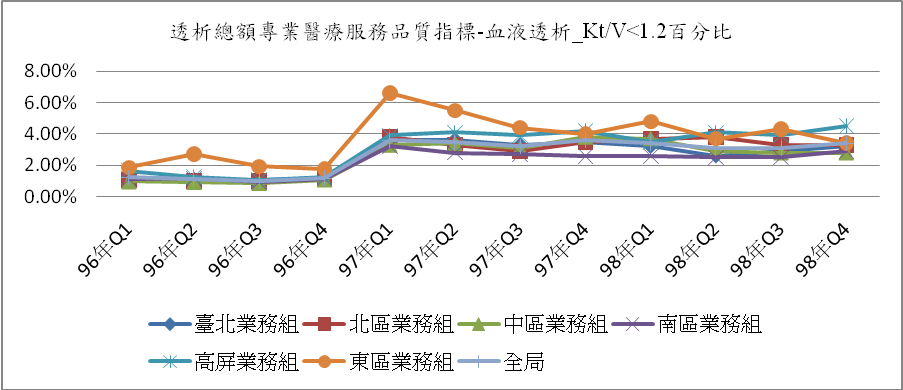 透析總額專業醫療服務品質指標-血液透析_Kt/V<1.2百分比
8.00%
6.00%
4.00%
2.00%
0.00%
96年Q1
96年Q2
96年Q3
96年Q4
97年Q1
97年Q2
97年Q3
97年Q4
98年Q1
98年Q2
98年Q3
98年Q4
臺北業務組 北區業務組 中區業務組 南區業務組
高屏業務組 東區業務組 全局